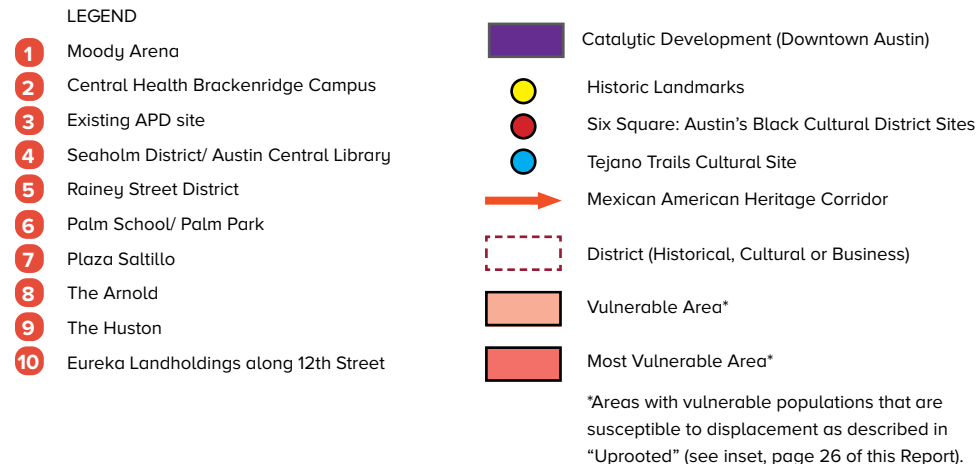 LEGEND
1 Moody Arena
2 Central Health Brackenridge Campus
3 Existing APD site
4 Seaholm District/ Austin Central Library
5 Rainey Street District
6 Palm School/ Palm Park
7 Plaza Saltillo
8 The Arnold
9 The Huston
10 Eureka Landholdings along 12th Street
Catalytic Development (Downtown Austin)
Historic Landmarks
Six Square: Austin’s Black Cultural District Sites
Tejano Trails Cultural Site
Mexican American Heritage Corridor
District (Historical, Cultural or Business)
Vulnerable Area*
Most Vulnerable Area*
*Areas with vulnerable populations that are
susceptible to displacement as described in
“Uprooted” (see inset, page 26 of this Report).